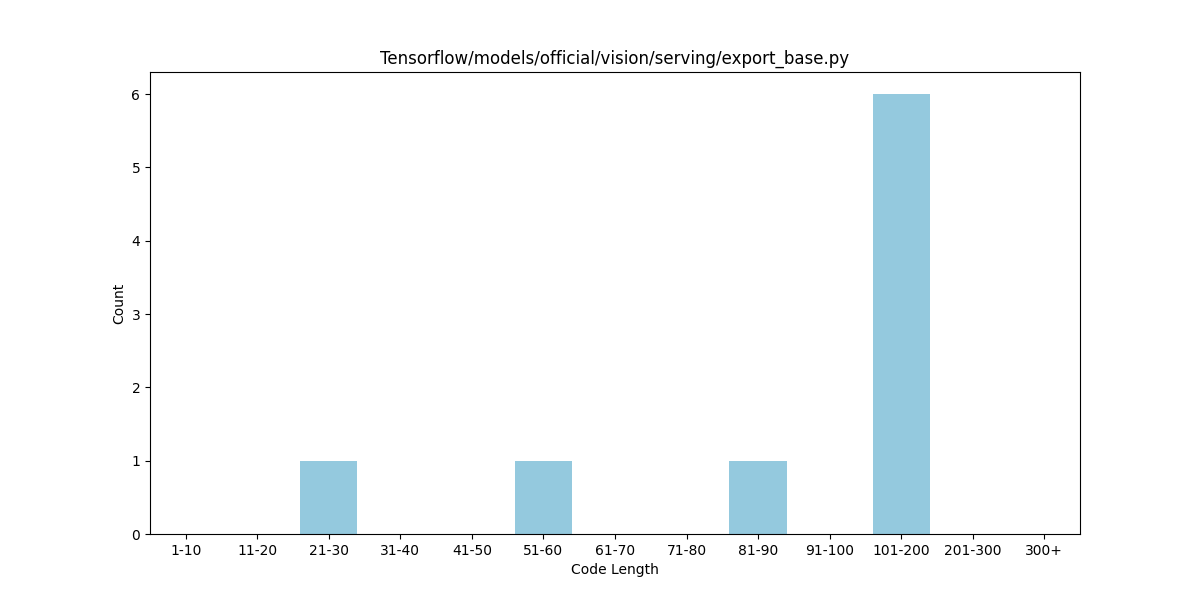 Tensorflow/models/official/vision/serving/export_base.py
6
5
4
3
2
1
0
Count
1-10 11-20 21-30 31-40 41-50 51-60 61-70 71-80 81-90 91-100 101-200 201-300 300+
Code Length